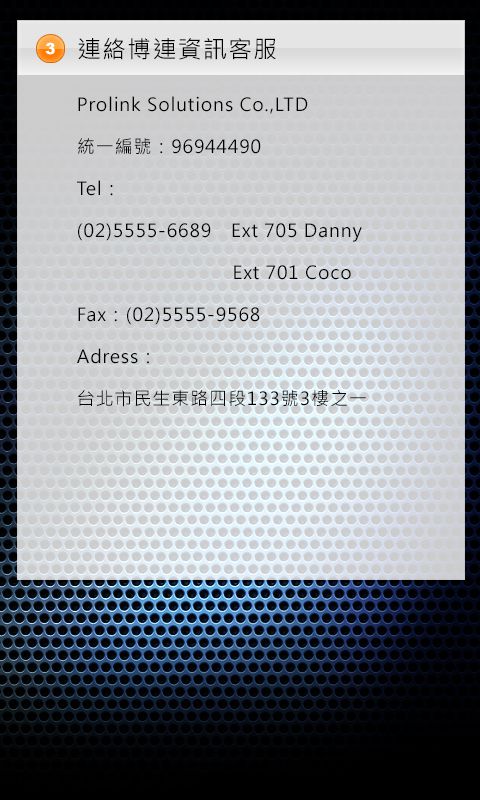 3 連絡博連資訊客服
Prolink Solutions Co.,LTD
統一編號：96944490
Tel：
(02)5555-6689 Ext 705 Danny
Ext 701 Coco
Fax：(02)5555-9568
Adress：
台北市民生東路四段133號3樓之一